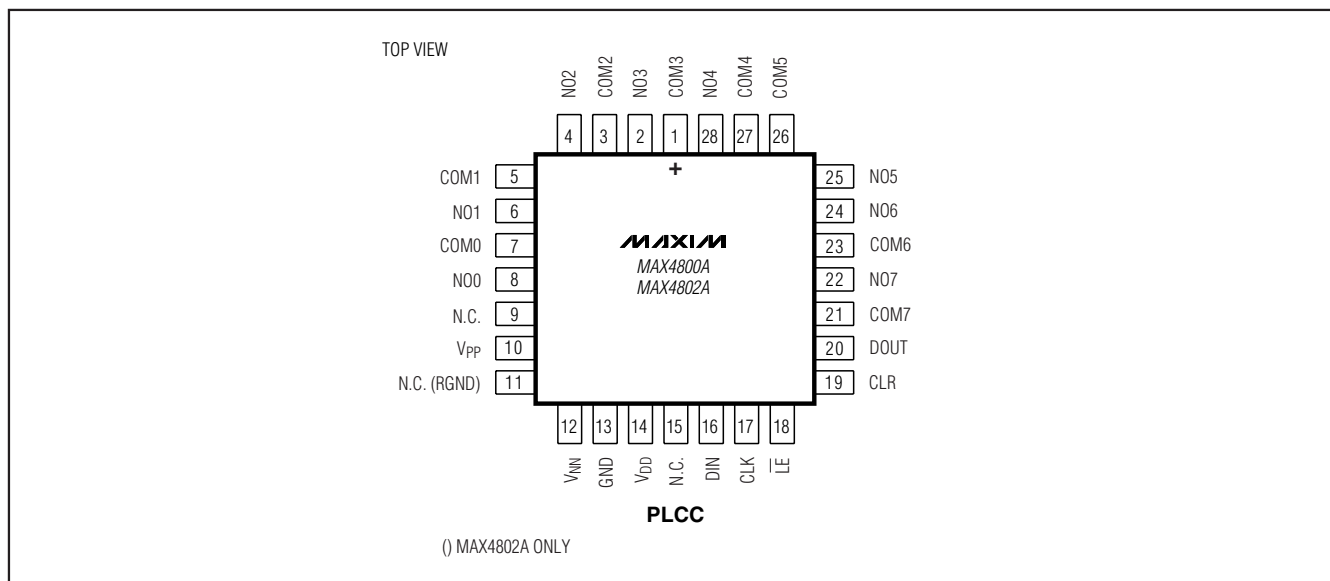 TOP VIEW
NO2 COM2 NO3 COM3 NO4 COM4 COM5
4 3 2 1 28 27 26
+
COM1 5 25 NO5
NO1 6 24 NO6
COM0 7 23 COM6
NO0 8 22 NO7
N.C. 9 21 COM7
VPP 10 20 DOUT
N.C. (RGND) 11 19 CLR
MAXIM
MAX4800A
MAX4802A
12 13 14 15 16 17 18
VNN GND VDD N.C. DIN CLK L̅E̅
PLCC
() MAX4802A ONLY